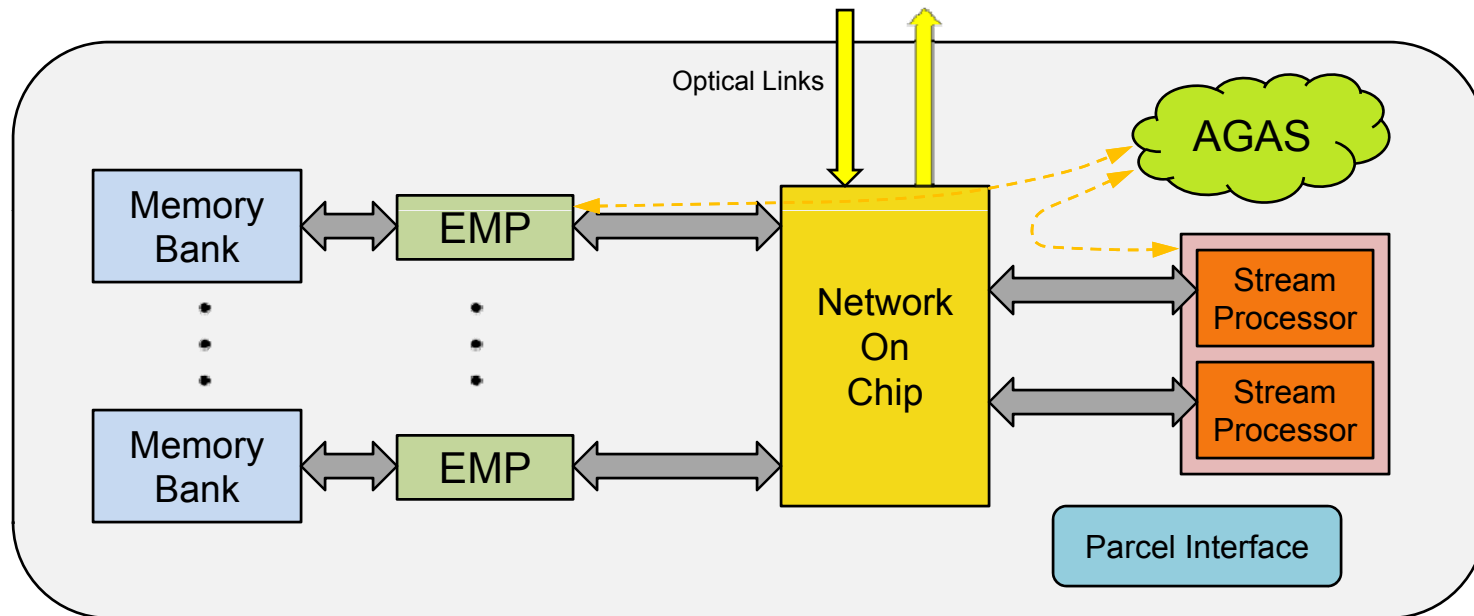 Optical Links
AGAS
Memory
Bank
EMP
Network
On
Chip
Stream
Processor
Memory
Bank
EMP
Stream
Processor
Parcel Interface